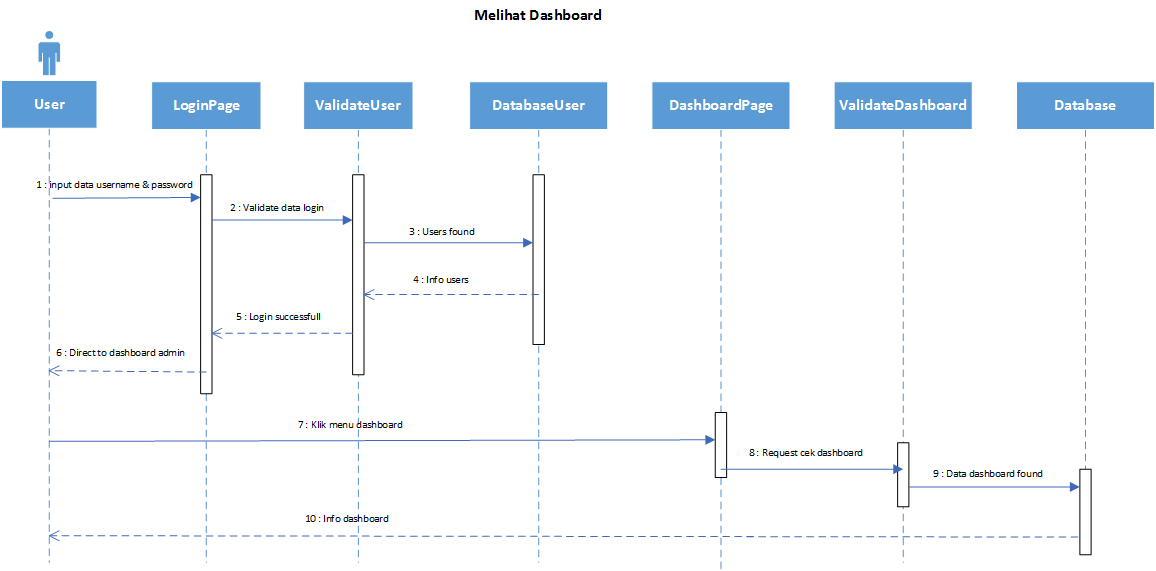 Melihat Dashboard
User
LoginPage
ValidateUser
DatabaseUser
DashboardPage
ValidateDashboard
Database
1 : input data username & password
2 : Validate data login
3 : Users found
4 : Info users
5 : Login successfull
6 : Direct to dashboard admin
7 : Klik menu dashboard
8 : Request cek dashboard
9 : Data dashboard found
10 : Info dashboard